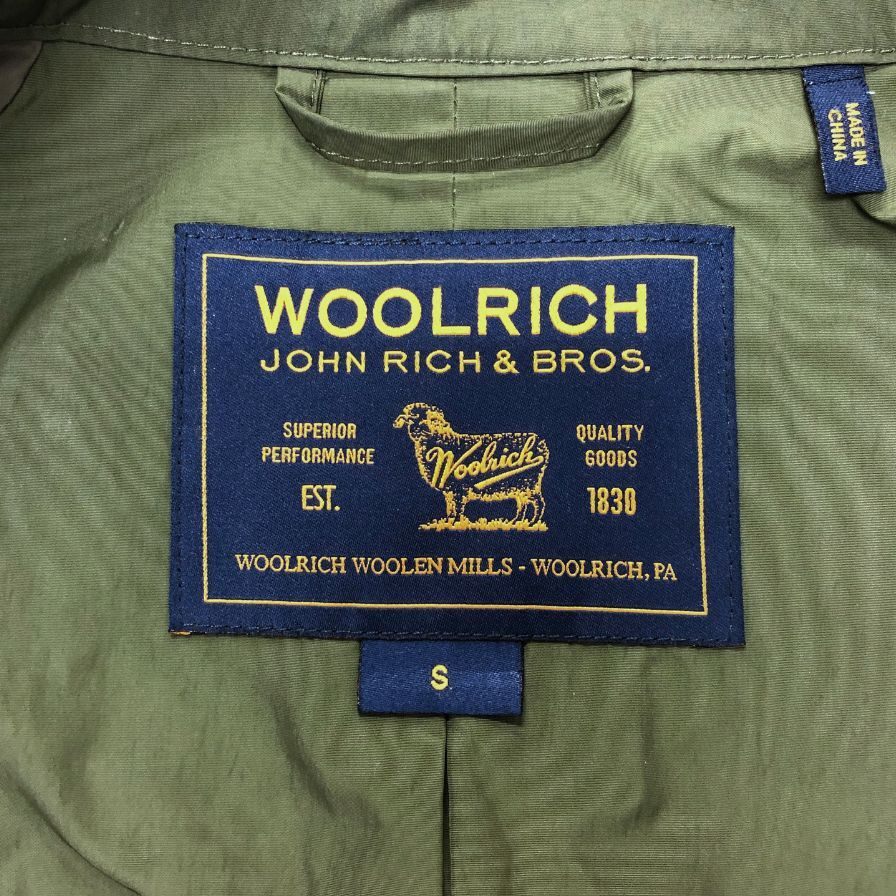 MADE IN
CHINA
WOOLRICH
JOHN RICH & BROS.
SUPERIOR
PERFORMANCE
EST.
Woolrich
QUALITY
GOODS
1830
WOOLRICH WOOLEN MILLS - WOOLRICH, PA
S